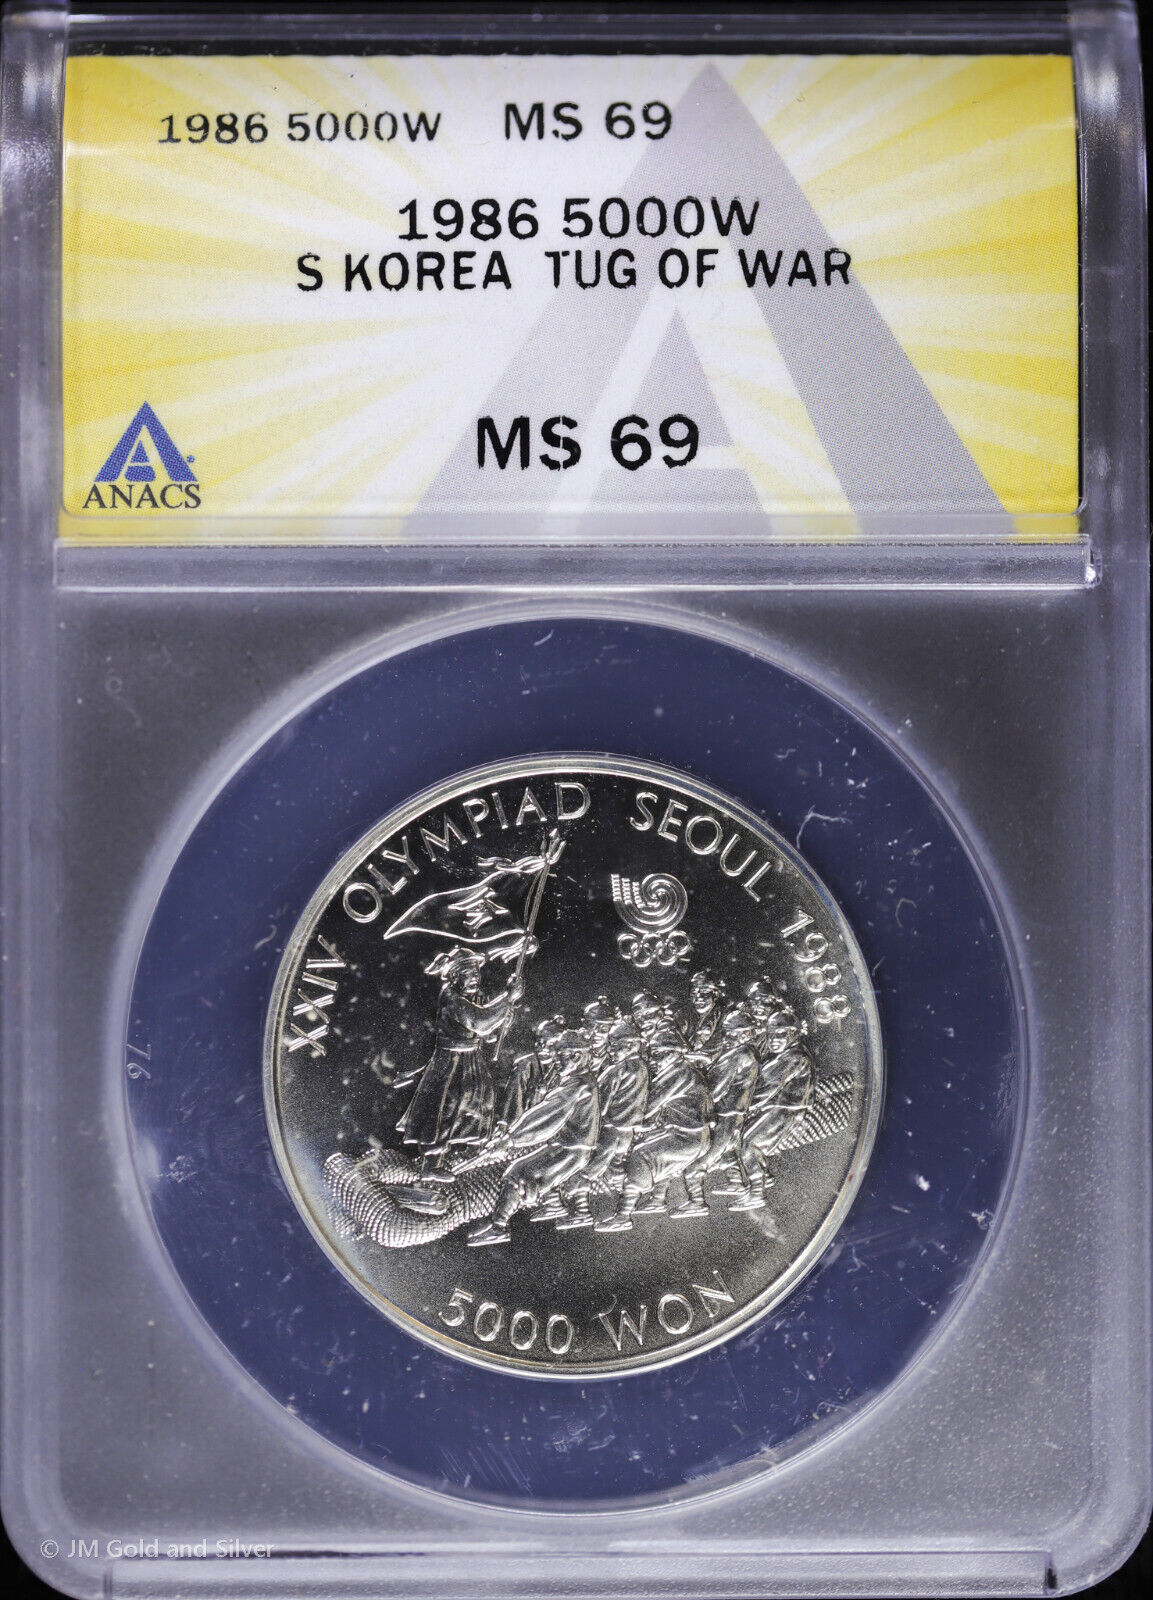 1986 5000W MS 69
1986 5000W
S KOREA TUG OF WAR
MS 69
ANACS
XXIV OLYMPIAD SEOUL 1988
5000 WON
76
© JM Gold and Silver